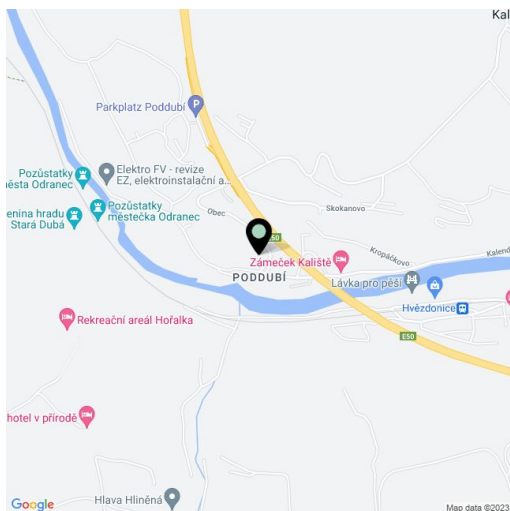 Kal
Parkplatz Poddubí
P
Pozůstatky
města Odranec
Elektro FV - revize
EZ, elektroinstalační a...
Pozůstatky
městečka Odranec
enina hradu
Stará Dubá
Obec
Skokanovo
E50
Kropáčkovo
Kalend
Zámeček Kaliště
PODDUBÍ
Lávka pro pěší
Hvězdonice
Rekreační areál Hořalka
E50
hotel v přírodě
Hlava Hliněná
Google
Map data ©2023